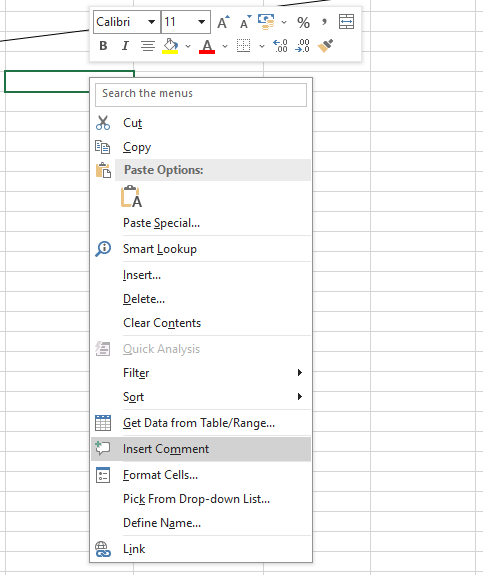 Calibri 11 A A % ,
B I A .00 .00
Search the menus
Cut
Copy
Paste Options:
A
Paste Special...
Smart Lookup
Insert...
Delete...
Clear Contents
Quick Analysis
Filter
Sort
Get Data from Table/Range...
Insert Comment
Format Cells...
Pick From Drop-down List...
Define Name...
Link